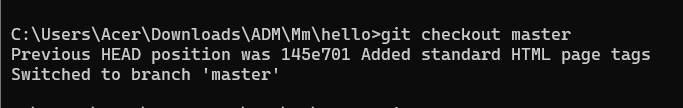 C:\Users\Acer\Downloads\ADM\Mm\hello>git checkout master
Previous HEAD position was 145e701 Added standard HTML page tags
Switched to branch 'master'